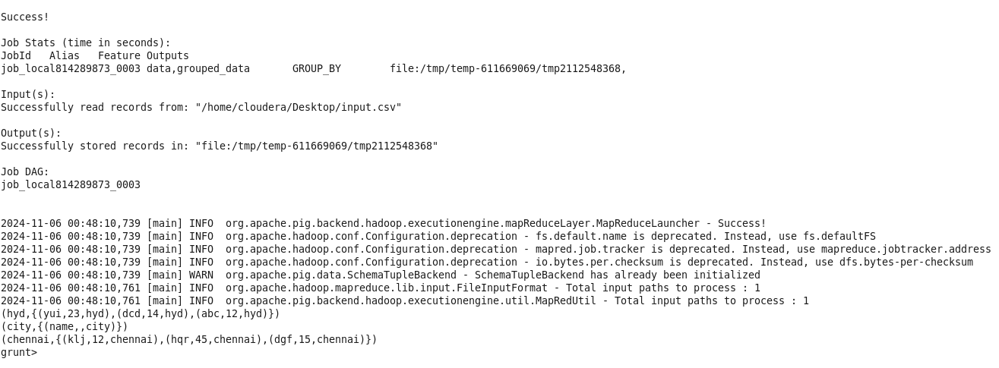 Success!
Job Stats (time in seconds):
JobId Alias Feature Outputs
job_local814289873_0003 data,grouped_data GROUP_BY file:/tmp/temp-611669069/tmp2112548368,
Input(s):
Successfully read records from: "/home/cloudera/Desktop/input.csv"
Output(s):
Successfully stored records in: "file:/tmp/temp-611669069/tmp2112548368"
Job DAG:
job_local814289873_0003
2024-11-06 00:48:10,739 [main] INFO  org.apache.pig.backend.hadoop.executionengine.mapReduceLayer.MapReduceLauncher - Success!
2024-11-06 00:48:10,739 [main] INFO  org.apache.hadoop.conf.Configuration.deprecation - fs.default.name is deprecated. Instead, use fs.defaultFS
2024-11-06 00:48:10,739 [main] INFO  org.apache.hadoop.conf.Configuration.deprecation - mapred.job.tracker is deprecated. Instead, use mapreduce.jobtracker.address
2024-11-06 00:48:10,739 [main] INFO  org.apache.hadoop.conf.Configuration.deprecation - io.bytes.per.checksum is deprecated. Instead, use dfs.bytes-per-checksum
2024-11-06 00:48:10,739 [main] WARN  org.apache.pig.data.SchemaTupleBackend - SchemaTupleBackend has already been initialized
2024-11-06 00:48:10,761 [main] INFO  org.apache.hadoop.mapreduce.lib.input.FileInputFormat - Total input paths to process : 1
2024-11-06 00:48:10,761 [main] INFO  org.apache.pig.backend.hadoop.executionengine.util.MapRedUtil - Total input paths to process : 1
(hyd,{(yui,23,hyd),(dcd,14,hyd),(abc,12,hyd)})
(city,{(name,,city)})
(chennai,{(klj,12,chennai),(hqr,45,chennai),(dgf,15,chennai)})
grunt>